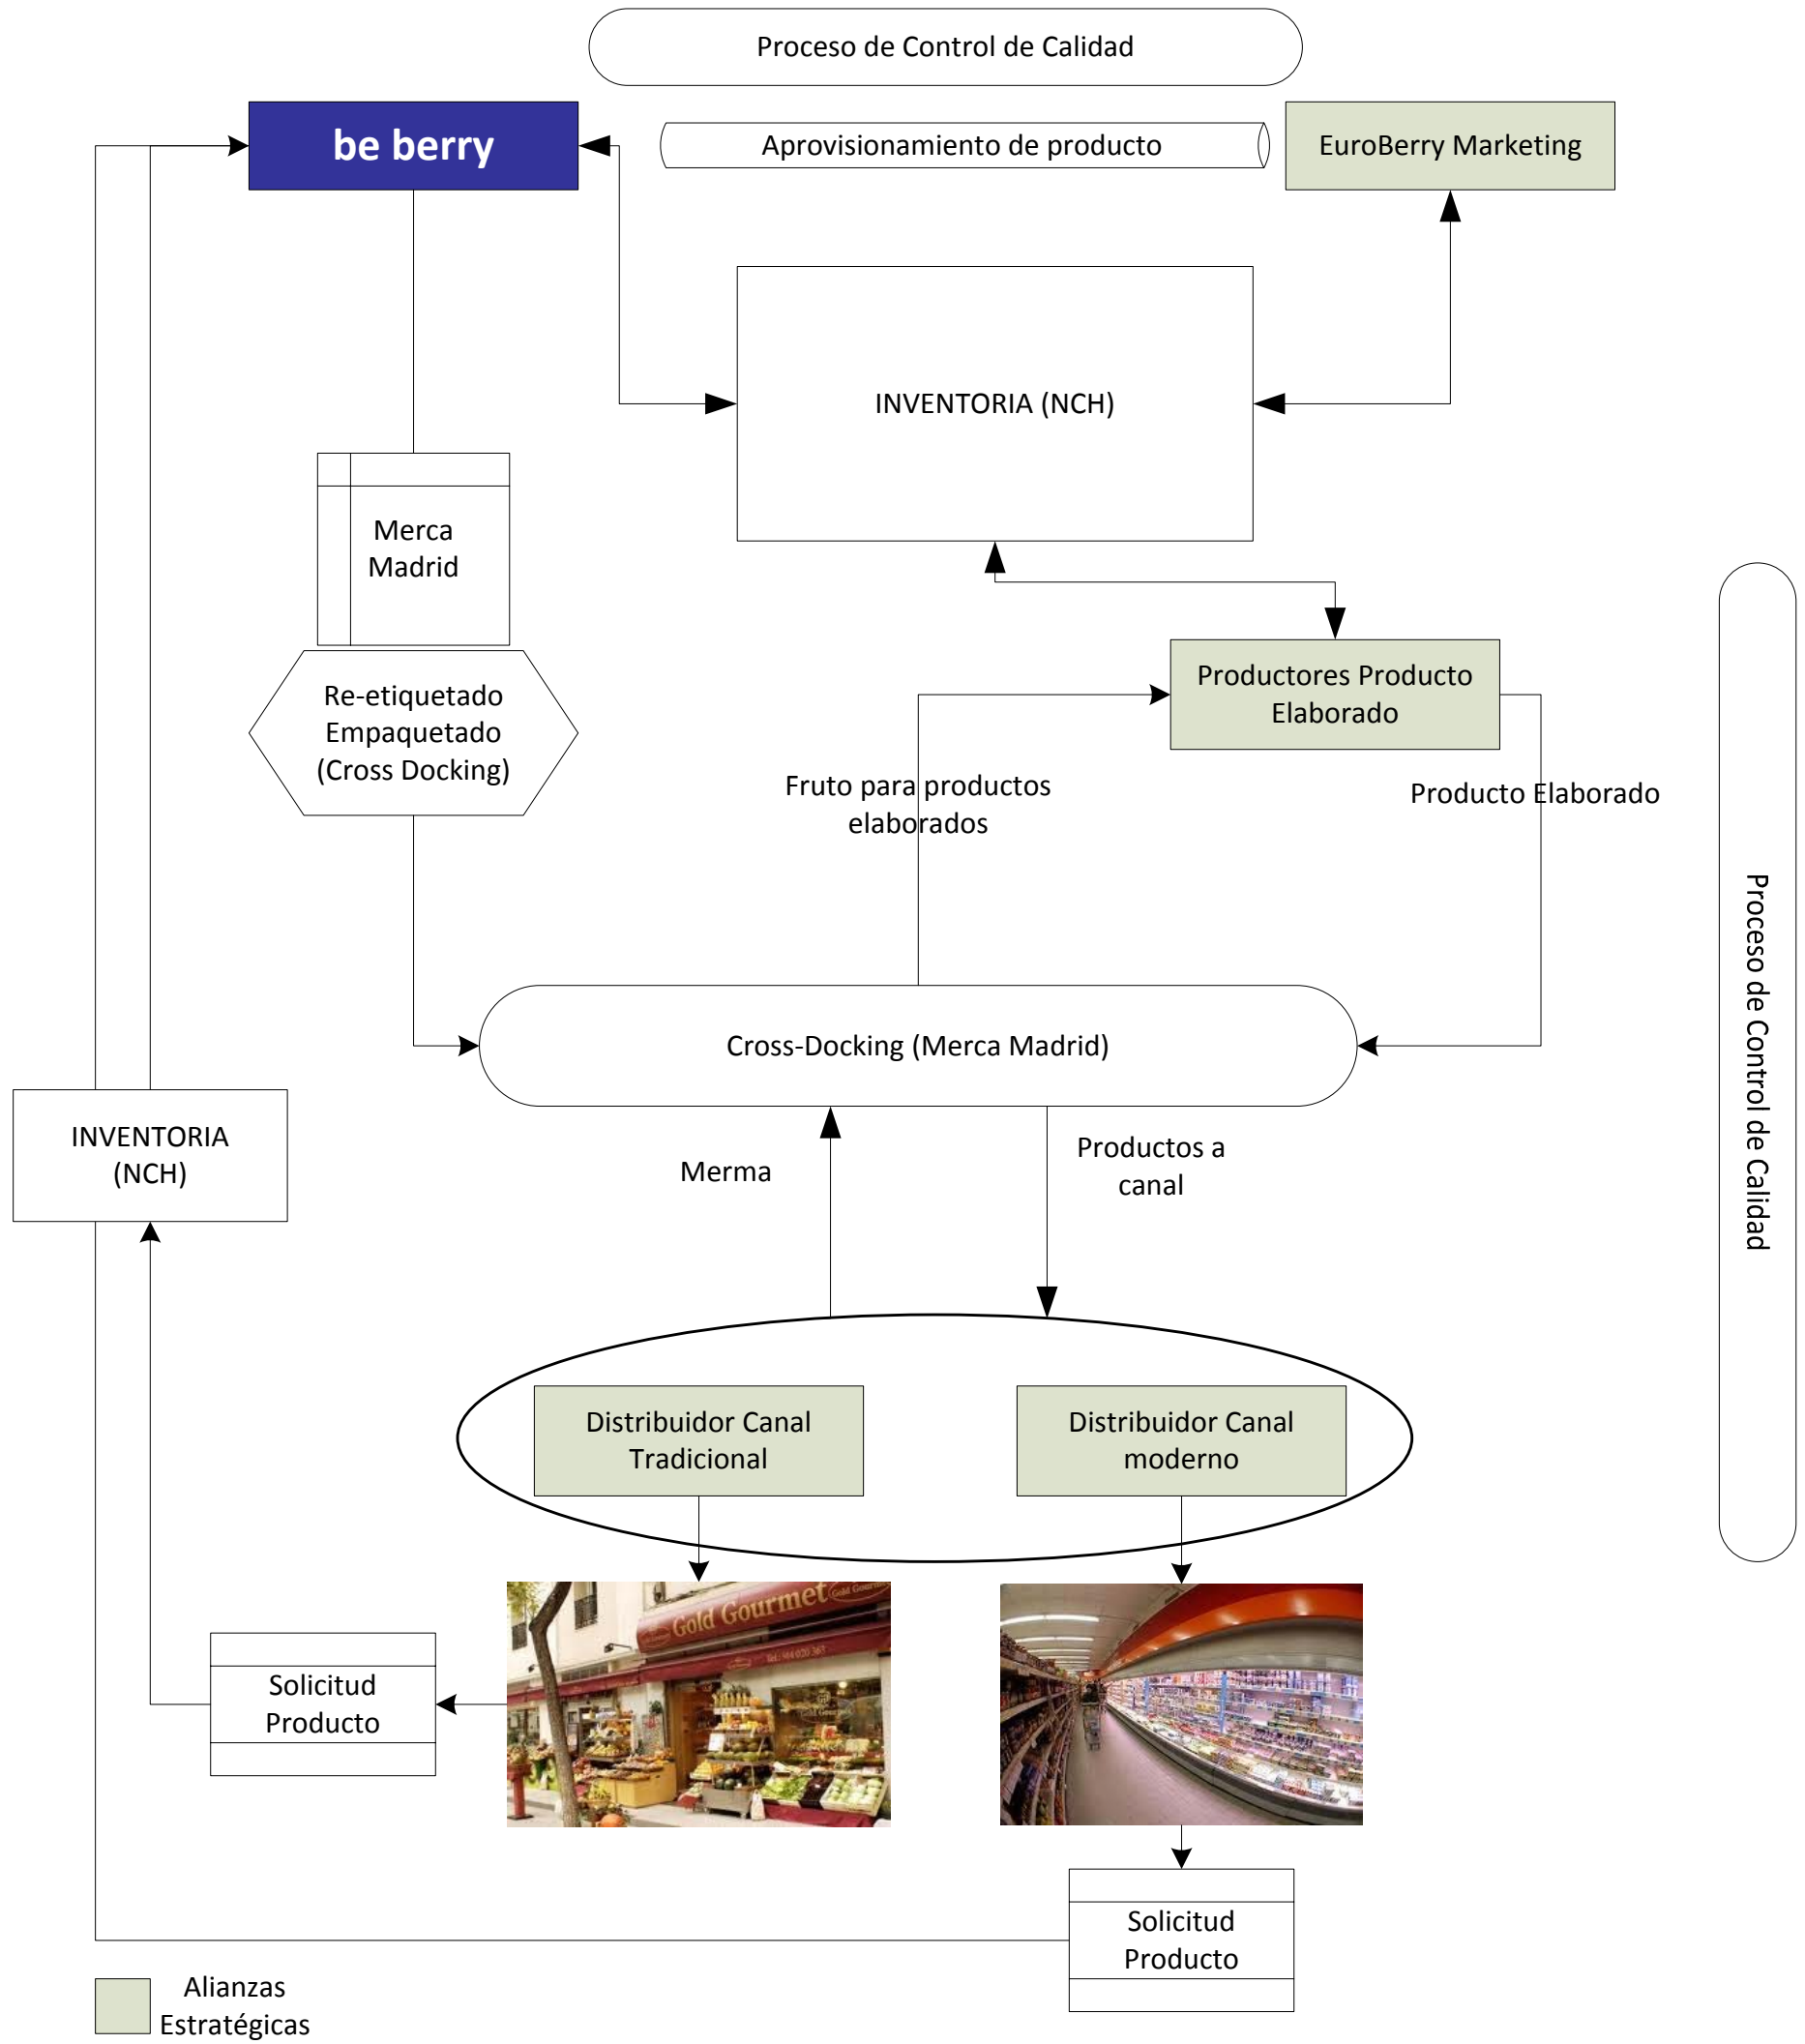 Proceso de Control de Calidad
be berry
Aprovisionamiento de producto
EuroBerry Marketing
INVENTORIA (NCH)
Merca
Madrid
Re-etiquetado
Empaquetado
(Cross Docking)
Productores Producto
Elaborado
Fruto para productos
elaborados
Producto Elaborado
Proceso de Control de Calidad
Cross-Docking (Merca Madrid)
INVENTORIA
(NCH)
Merma
Productos a
canal
Distribuidor Canal
Tradicional
Distribuidor Canal
moderno
Gold Gourmet
Solicitud
Producto
Solicitud
Producto
Alianzas
Estratégicas